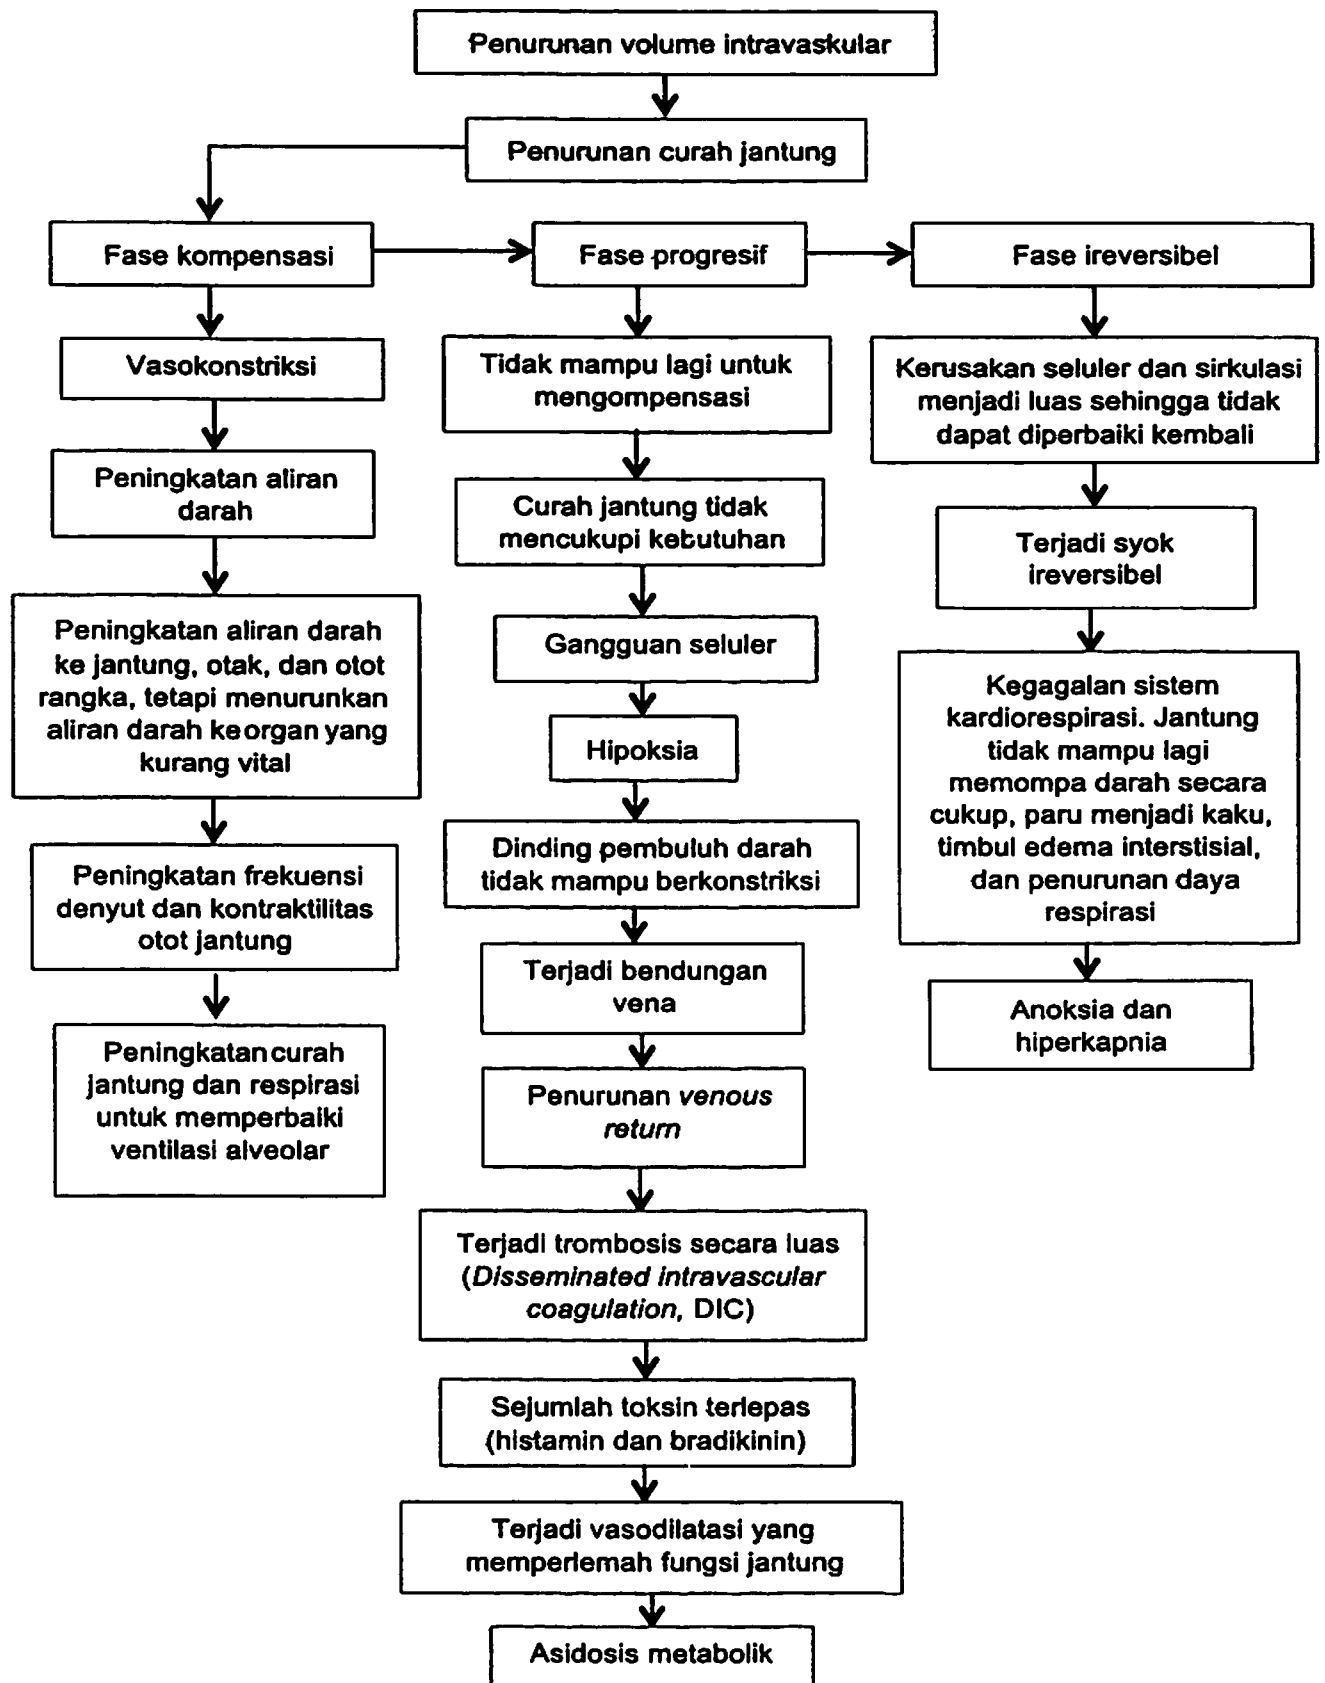 Penurunan volume intravaskular
Penurunan curah jantung
Fase kompensasi
Fase progresif
Fase ireversibel
Vasokonstriksi
Peningkatan aliran
darah
Peningkatan aliran darah
ke jantung, otak, dan otot
rangka, tetapi menurunkan
aliran darah keorgan yang
kurang vital
Peningkatan frekuensi
denyut dan kontraktilitas
otot jantung
Peningkatan curah
jantung dan respirasi
untuk memperbaiki
ventilasi alveolar
Tidak mampu lagi untuk
mengompensasi
Curah jantung tidak
mencukupi kebutuhan
Gangguan seluler
Hipoksia
Dinding pembuluh darah
tidak mampu berkonstriksi
Terjadi bendungan
vena
Penurunan venous
return
Terjadi trombosis secara luas
(Disseminated intravascular
coagulation, DIC)
Sejumlah toksin terlepas
(histamin dan bradikinin)
Terjadi vasodilatasi yang
memperlemah fungsi jantung
Asidosis metabolik
Kerusakan seluler dan sirkulasi
menjadi luas sehingga tidak
dapat diperbaiki kembali
Terjadi syok
ireversibel
Kegagalan sistem
kardiorespirasi. Jantung
tidak mampu lagi
memompa darah secara
cukup, paru menjadi kaku,
timbul edema interstisial,
dan penurunan daya
respirasi
Anoksia dan
hiperkapnia